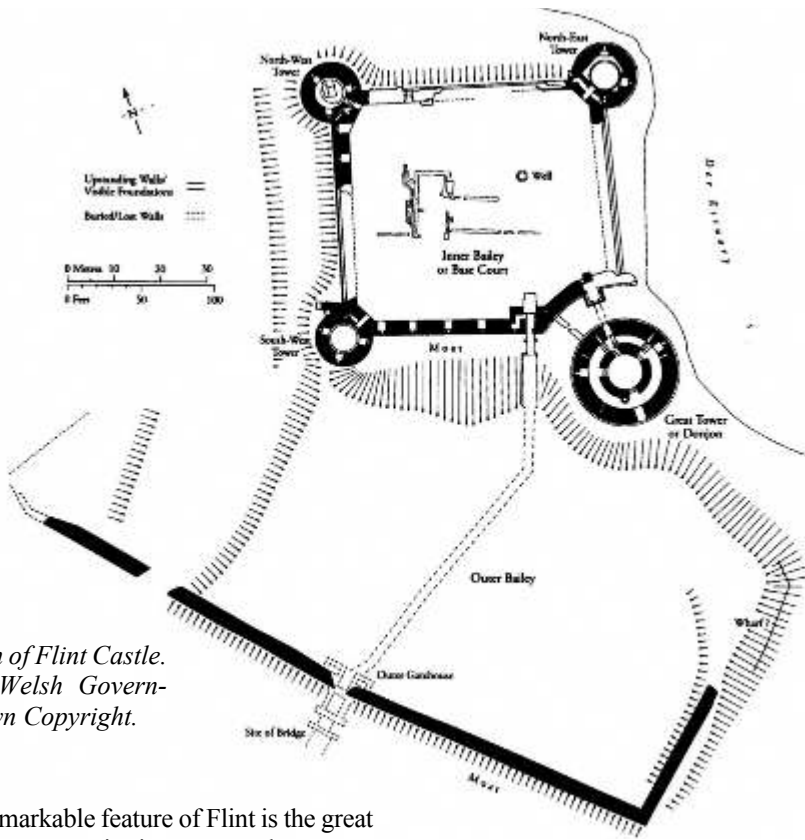 North-West
Tower
North-East
Tower
N
Upstanding Walls/
Visible Foundations
Buried/Lost Walls
0 Metres 10 20 30
0 Feet 50 100
Well
Inner Bailey
or Base Court
Dee Estuary
South-West
Tower
Moat
Great Tower
or Donjon
Outer Bailey
Wharf?
Outer Gatehouse
Site of Bridge
Moat
of Flint Castle.
Welsh Govern-
Copyright.
markable feature of Flint is the great